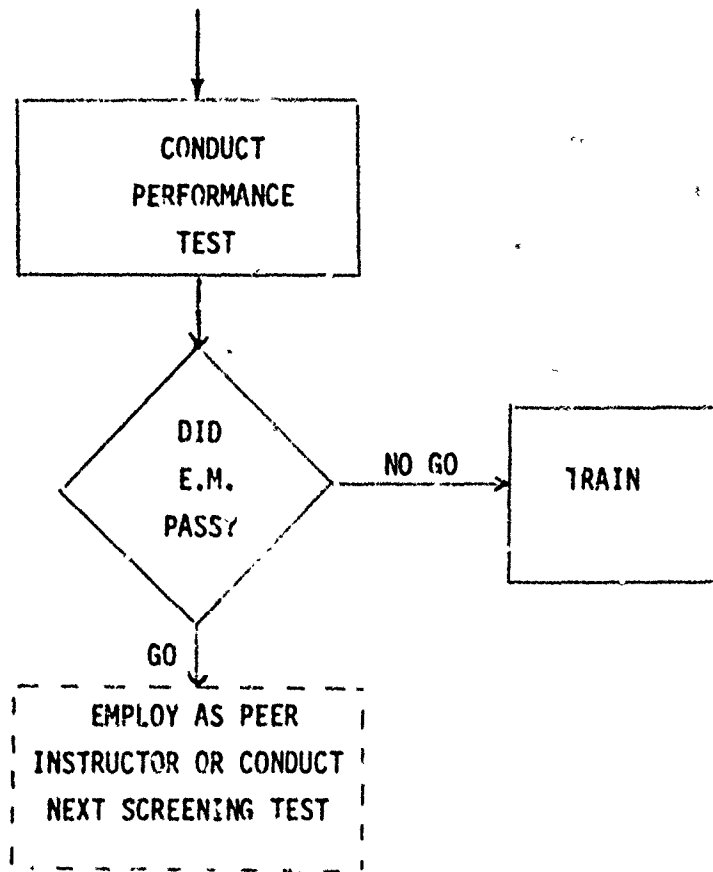 CONDUCT
PERFORMANCE
TEST
DID
E.M.
PASS?
NO GO
TRAIN
GO
EMPLOY AS PEER
INSTRUCTOR OR CONDUCT
NEXT SCREENING TEST